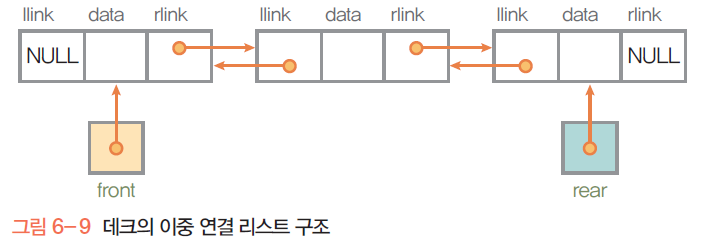 llink data rlink llink data rlink llink data rlink
NULL NULL
front rear
그림 6-9 데크의 이중 연결 리스트 구조